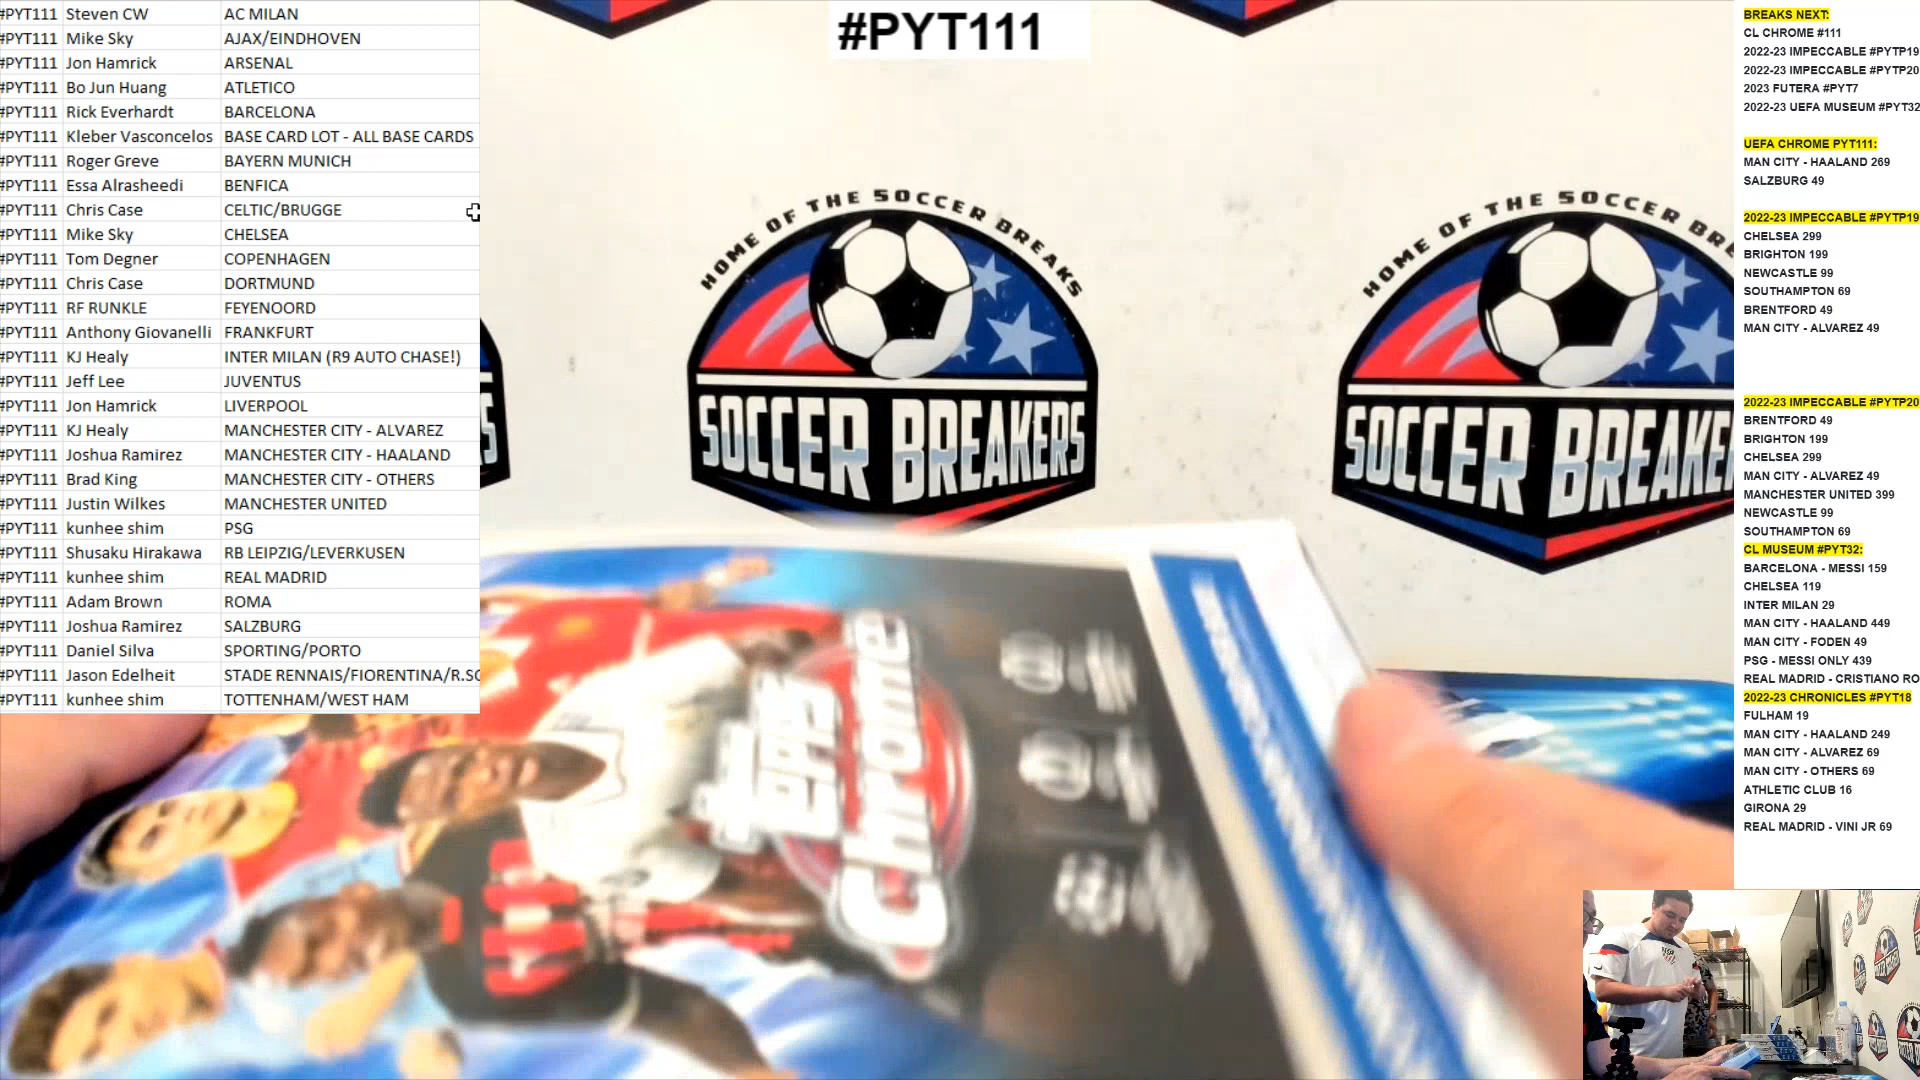 #PYT111 Steven CW AC MILAN
#PYT111 Mike Sky AJAX/EINDHOVEN
#PYT111 Jon Hamrick ARSENAL
#PYT111 Bo Jun Huang ATLETICO
#PYT111 Rick Everhardt BARCELONA
#PYT111 Kleber Vasconcelos BASE CARD LOT - ALL BASE CARDS
#PYT111 Roger Greve BAYERN MUNICH
#PYT111 Essa Alrasheedi BENFICA
#PYT111 Chris Case CELTIC/BRUGGE
#PYT111 Mike Sky CHELSEA
#PYT111 Tom Degner COPENHAGEN
#PYT111 Chris Case DORTMUND
#PYT111 RF RUNKLE FEYENOORD
#PYT111 Anthony Giovanelli FRANKFURT
#PYT111 KJ Healy INTER MILAN (R9 AUTO CHASE!)
#PYT111 Jeff Lee JUVENTUS
#PYT111 Jon Hamrick LIVERPOOL
#PYT111 KJ Healy MANCHESTER CITY - ALVAREZ
#PYT111 Joshua Ramirez MANCHESTER CITY - HAALAND
#PYT111 Brad King MANCHESTER CITY - OTHERS
#PYT111 Justin Wilkes MANCHESTER UNITED
#PYT111 kunhee shim PSG
#PYT111 Shusaku Hirakawa RB LEIPZIG/LEVERKUSEN
#PYT111 kunhee shim REAL MADRID
#PYT111 Adam Brown ROMA
#PYT111 Joshua Ramirez SALZBURG
#PYT111 Daniel Silva SPORTING/PORTO
#PYT111 Jason Edelheit STADE RENNAIS/FIORENTINA/R.SO
#PYT111 kunhee shim TOTTENHAM/WEST HAM
#PYT111
HOME OF THE SOCCER BREAKS
SOCCER BREAKERS
HOME OF THE SOCCER BRE
SOCCER BREAKERS
Topps
Chrome
BREAKS NEXT:
CL CHROME #111
2022-23 IMPECCABLE #PYTP19
2022-23 IMPECCABLE #PYTP20
2023 FUTERA #PYT7
2022-23 UEFA MUSEUM #PYT32
UEFA CHROME PYT111:
MAN CITY - HAALAND 269
SALZBURG 49
2022-23 IMPECCABLE #PYTP19
CHELSEA 299
BRIGHTON 199
NEWCASTLE 99
SOUTHAMPTON 69
BRENTFORD 49
MAN CITY - ALVAREZ 49
2022-23 IMPECCABLE #PYTP20
BRENTFORD 49
BRIGHTON 199
CHELSEA 299
MAN CITY - ALVAREZ 49
MANCHESTER UNITED 399
NEWCASTLE 99
SOUTHAMPTON 69
CL MUSEUM #PYT32:
BARCELONA - MESSI 159
CHELSEA 119
INTER MILAN 29
MAN CITY - HAALAND 449
MAN CITY - FODEN 49
PSG - MESSI ONLY 439
REAL MADRID - CRISTIANO RO
2022-23 CHRONICLES #PYT18
FULHAM 19
MAN CITY - HAALAND 249
MAN CITY - ALVAREZ 69
MAN CITY - OTHERS 69
ATHLETIC CLUB 16
GIRONA 29
REAL MADRID - VINI JR 69